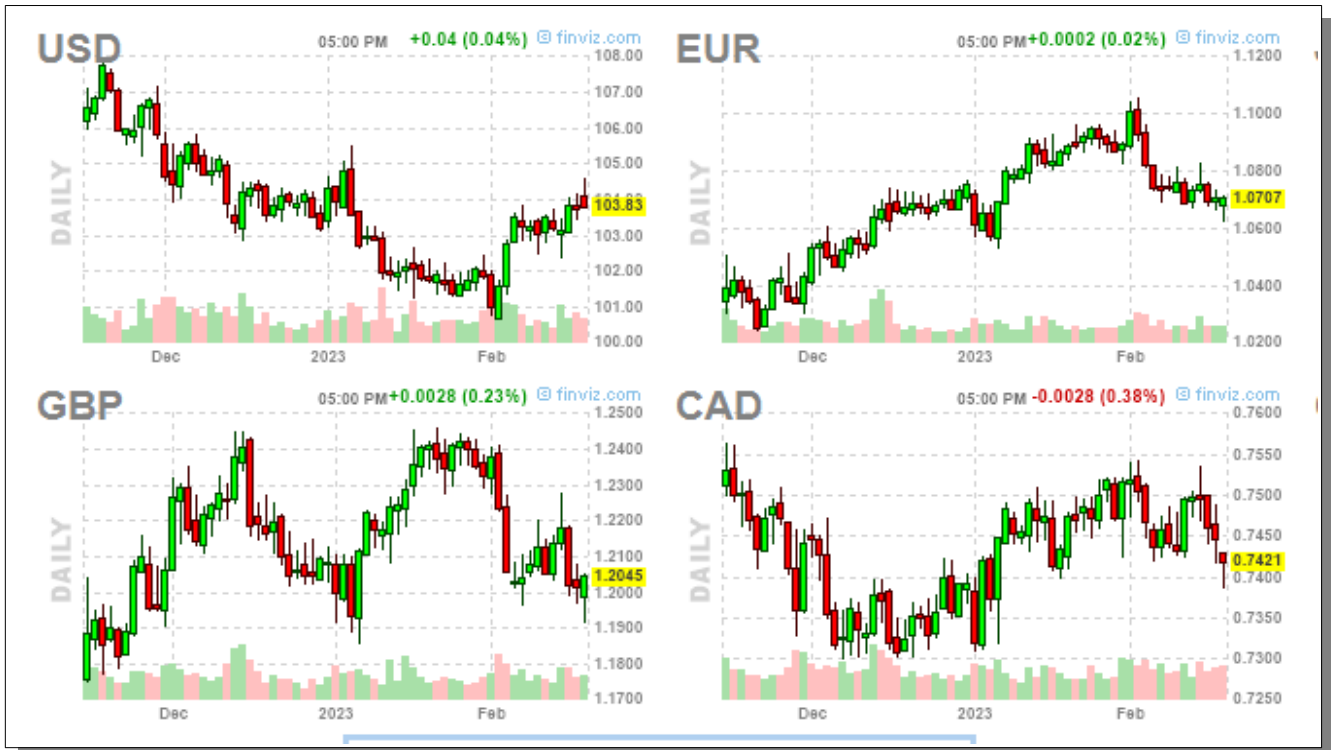 USD 05:00 PM +0.04 (0.04%) © finviz.com
108.00
107.00
106.00
105.00
103.83
103.00
102.00
101.00
100.00
DAILY
Dec 2023 Feb
EUR 05:00 PM +0.0002 (0.02%) © finviz.com
1.1200
1.1000
1.0800
1.0707
1.0600
1.0400
1.0200
DAILY
Dec 2023 Feb
GBP 05:00 PM +0.0028 (0.23%) © finviz.com
1.2500
1.2400
1.2300
1.2200
1.2100
1.2045
1.2000
1.1900
1.1800
1.1700
DAILY
Dec 2023 Feb
CAD 05:00 PM -0.0028 (0.38%) © finviz.com
0.7600
0.7550
0.7500
0.7450
0.7421
0.7400
0.7350
0.7300
0.7250
DAILY
Dec 2023 Feb